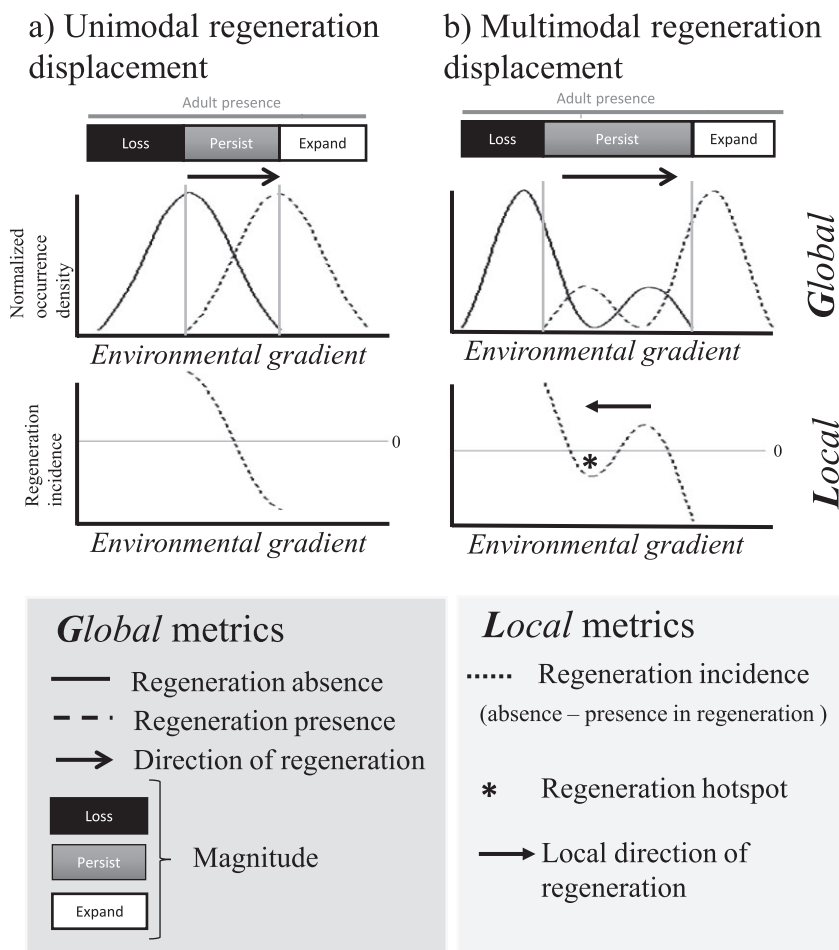 a) Unimodal regeneration
displacement
Adult presence
Loss
Persist
Expand
Normalized
occurrence
density
Environmental gradient
Regeneration
incidence
0
Environmental gradient
b) Multimodal regeneration
displacement
Adult presence
Loss
Persist
Expand
Global
Environmental gradient
*
0
Local
Environmental gradient
Global metrics
Regeneration absence
Regeneration presence
Direction of regeneration
Loss
Persist
Expand
Magnitude
Local metrics
Regeneration incidence
(absence – presence in regeneration )
* Regeneration hotspot
Local direction of
regeneration